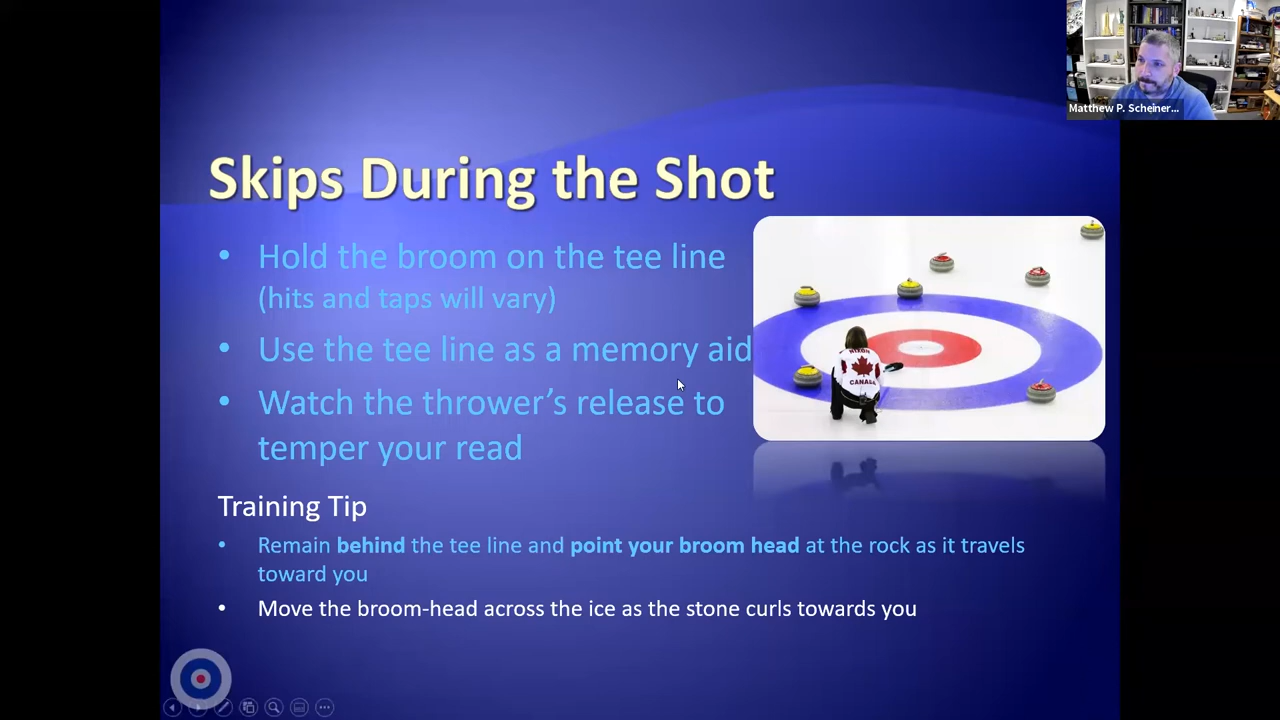 Matthew P. Scheiner...
Skips During the Shot
• Hold the broom on the tee line
(hits and taps will vary)
• Use the tee line as a memory aid
• Watch the thrower's release to
temper your read
NIXON
CANADA
Training Tip
• Remain behind the tee line and point your broom head at the rock as it travels
toward you
• Move the broom-head across the ice as the stone curls towards you